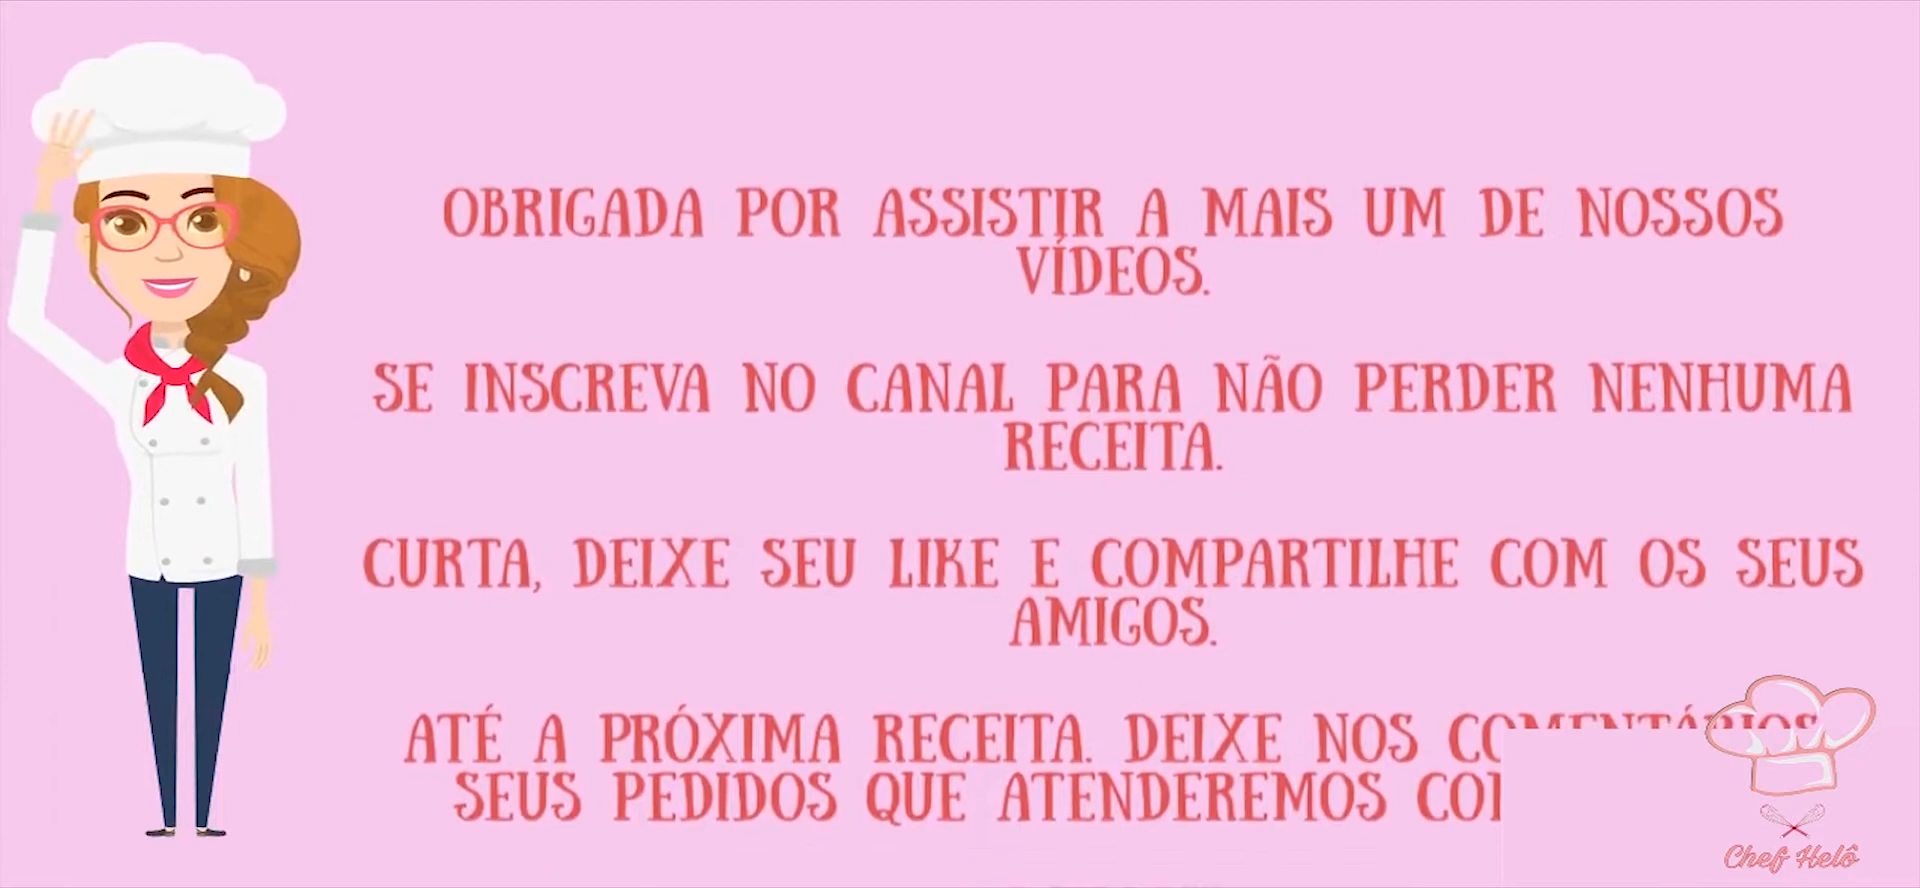 OBRIGADA POR ASSISTIR A MAIS UM DE NOSSOS
VÍDEOS.
SE INSCREVA NO CANAL PARA NÃO PERDER NENHUMA
RECEITA.
CURTA, DEIXE SEU LIKE E COMPARTILHE COM OS SEUS
AMIGOS.
ATÉ A PRÓXIMA RECEITA. DEIXE NOS COMENTÁRIOS
SEUS PEDIDOS QUE ATENDEREMOS
Chef Helô